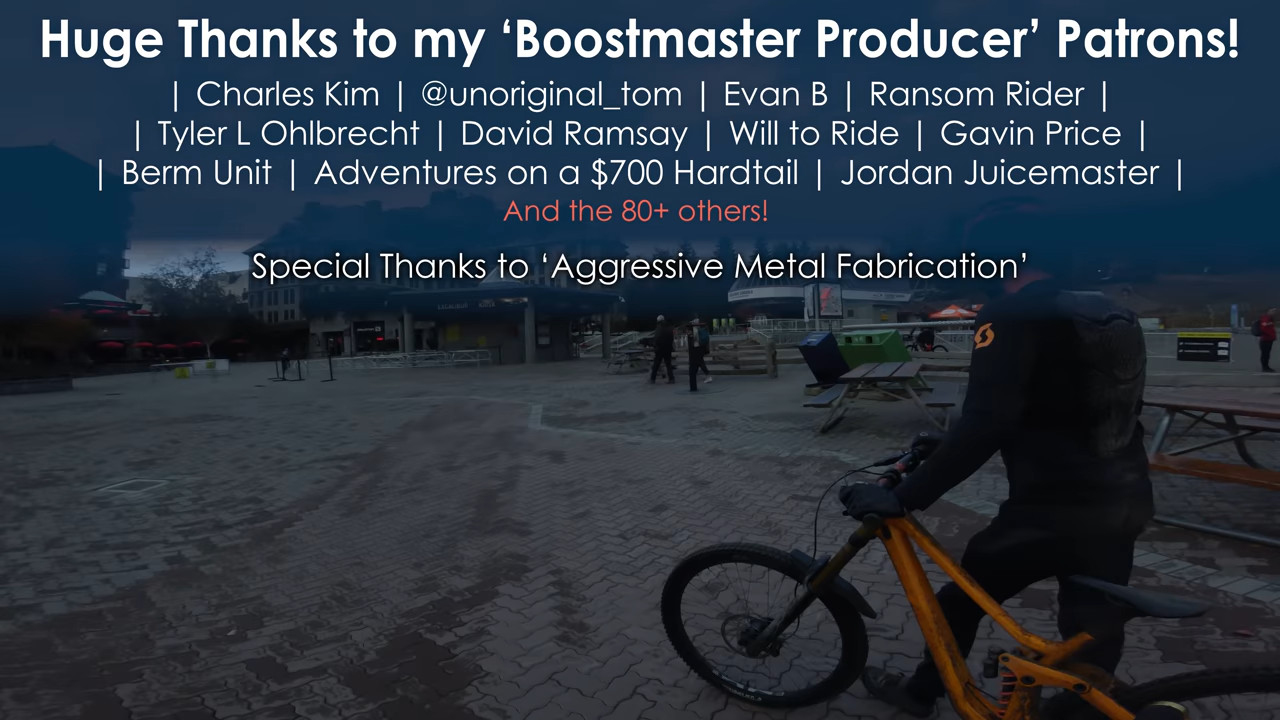 Huge Thanks to my ‘Boostmaster Producer’ Patrons!
| Charles Kim | @unoriginal_tom | Evan B | Ransom Rider |
| Tyler L Ohlbrecht | David Ramsay | Will to Ride | Gavin Price |
| Berm Unit | Adventures on a $700 Hardtail | Jordan Juicemaster |
And the 80+ others!
Special Thanks to ‘Aggressive Metal Fabrication’